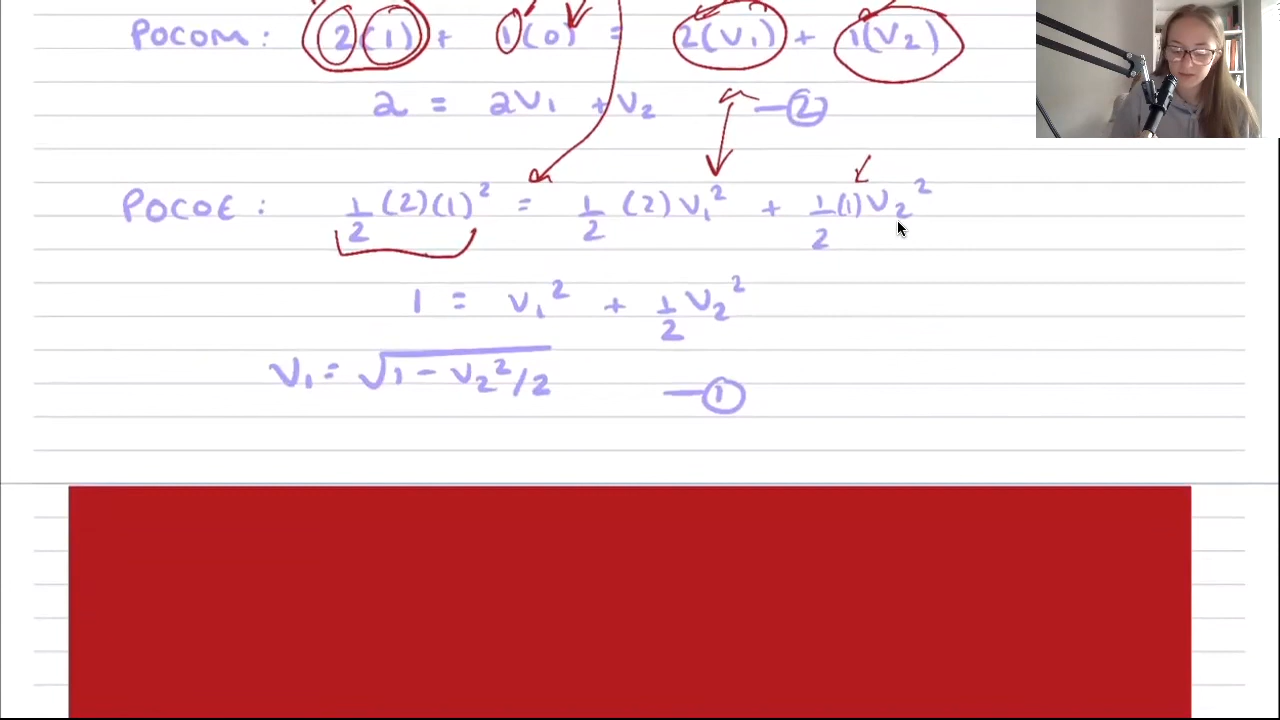 POCOM: 2(1) + 1(0) = 2(V₁) + 1(V₂)
2 = 2V₁ + V₂ —②
POCOE: 1/2 (2)(1)² = 1/2 (2)V₁² + 1/2 (1)V₂²
1 = V₁² + 1/2 V₂²
V₁ = √(1 - V₂²/2) —①